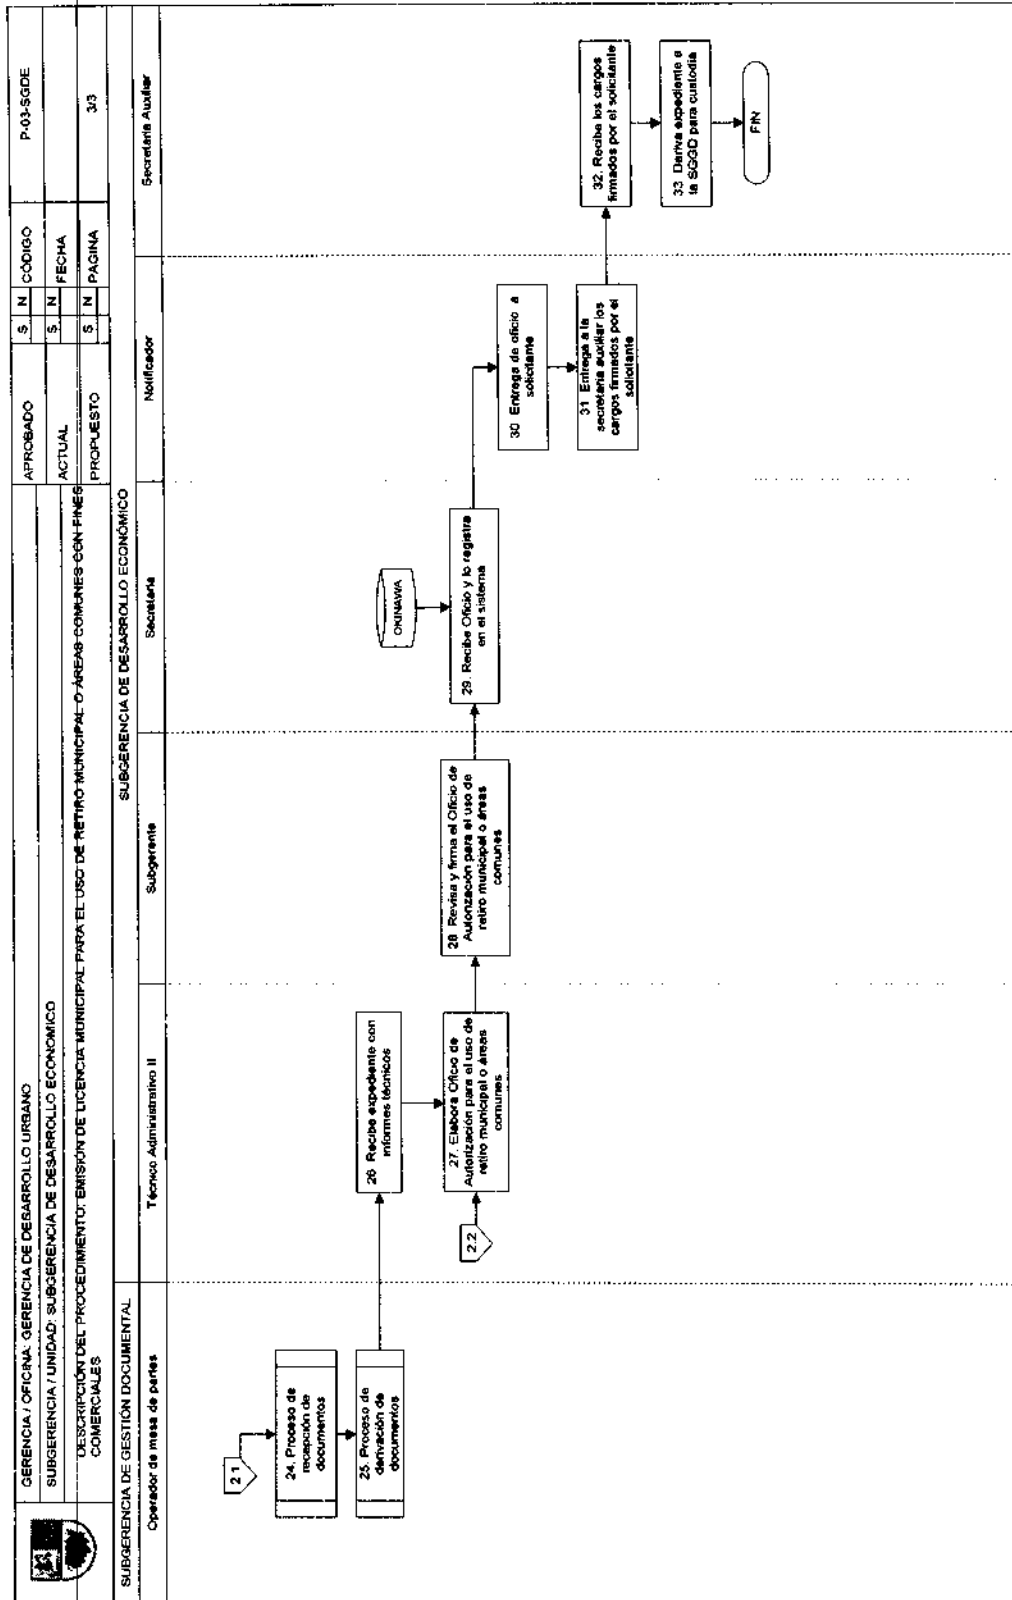 GERENCIA / OFICINA: GERENCIA DE DESARROLLO URBANO
APROBADO
S N
CÓDIGO
P-03-SGDE
SUBGERENCIA / UNIDAD: SUBGERENCIA DE DESARROLLO ECONOMICO
ACTUAL
S N
FECHA
DESCRIPCIÓN DEL PROCEDIMIENTO: EMISIÓN DE LICENCIA MUNICIPAL PARA EL USO DE RETIRO MUNICIPAL O ÁREAS COMUNES CON FINES
COMERCIALES
PROPUESTO
S N
PAGINA
3/3
SUBGERENCIA DE GESTIÓN DOCUMENTAL
SUBGERENCIA DE DESARROLLO ECONÓMICO
Operador de mesa de partes
Técnico Administrativo II
Subgerente
Secretaria
Notificador
Secretaria Auxiliar
2.1
24. Proceso de
recepción de
documentos
25. Proceso de
derivación de
documentos
26 Recibe expediente con
informes técnicos
2.2
27. Elabora Oficio de
Autorización para el uso de
retiro municipal o áreas
comunes
28 Revisa y firma el Oficio de
Autorización para el uso de
retiro municipal o áreas
comunes
OKINAWA
29. Recibe Oficio y lo registra
en el sistema
30 Entrega de oficio a
solicitante
31 Entrega a la
secretaria auxiliar los
cargos firmados por el
solicitante
32. Recibe los cargos
firmados por el solicitante
33 Deriva expediente a
la SGGD para custodia
FIN